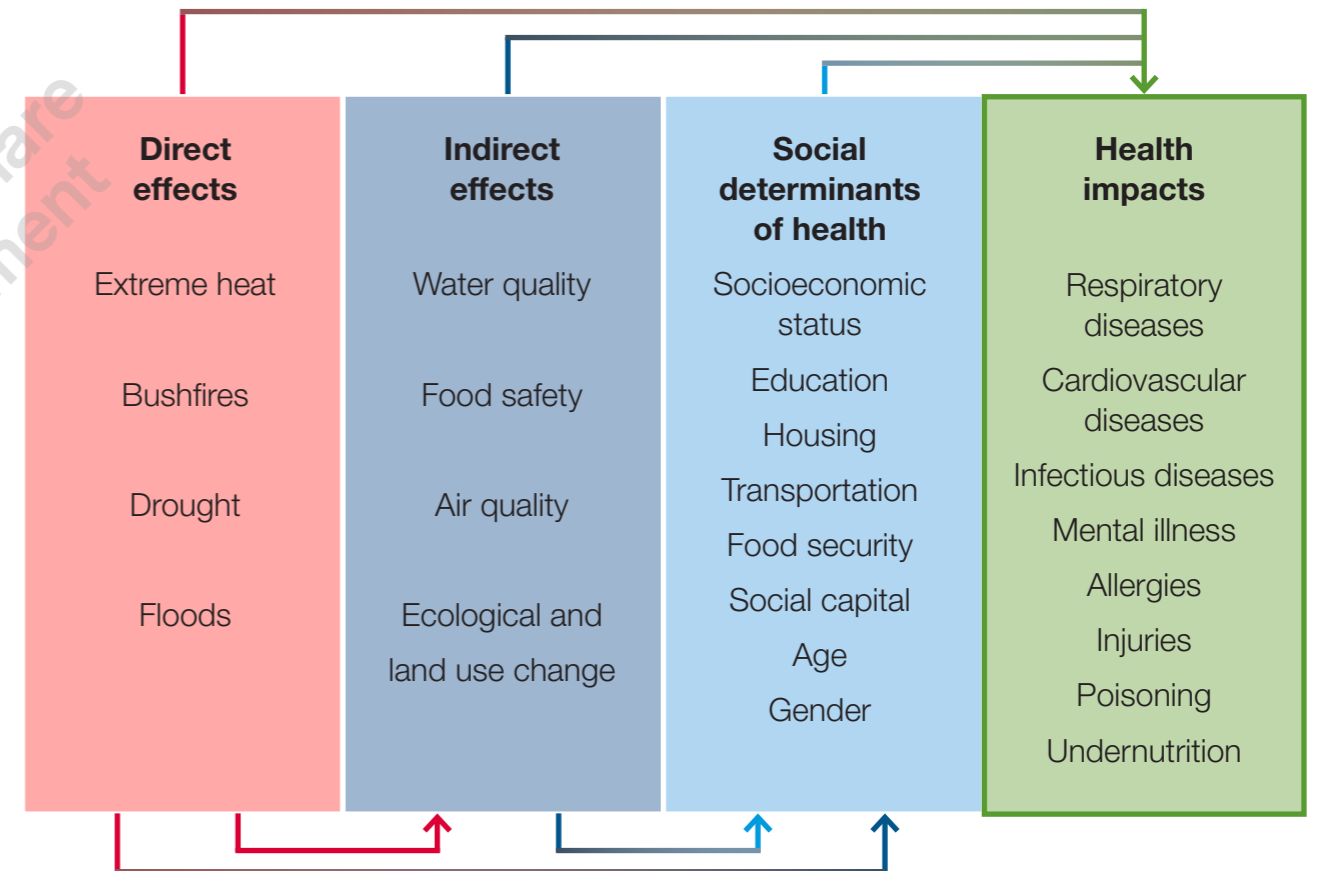 Direct
effects
Extreme heat
Bushfires
Drought
Floods
Indirect
effects
Water quality
Food safety
Air quality
Ecological and
land use change
Social
determinants
of health
Socioeconomic
status
Education
Housing
Transportation
Food security
Social capital
Age
Gender
Health
impacts
Respiratory
diseases
Cardiovascular
diseases
Infectious diseases
Mental illness
Allergies
Injuries
Poisoning
Undernutrition